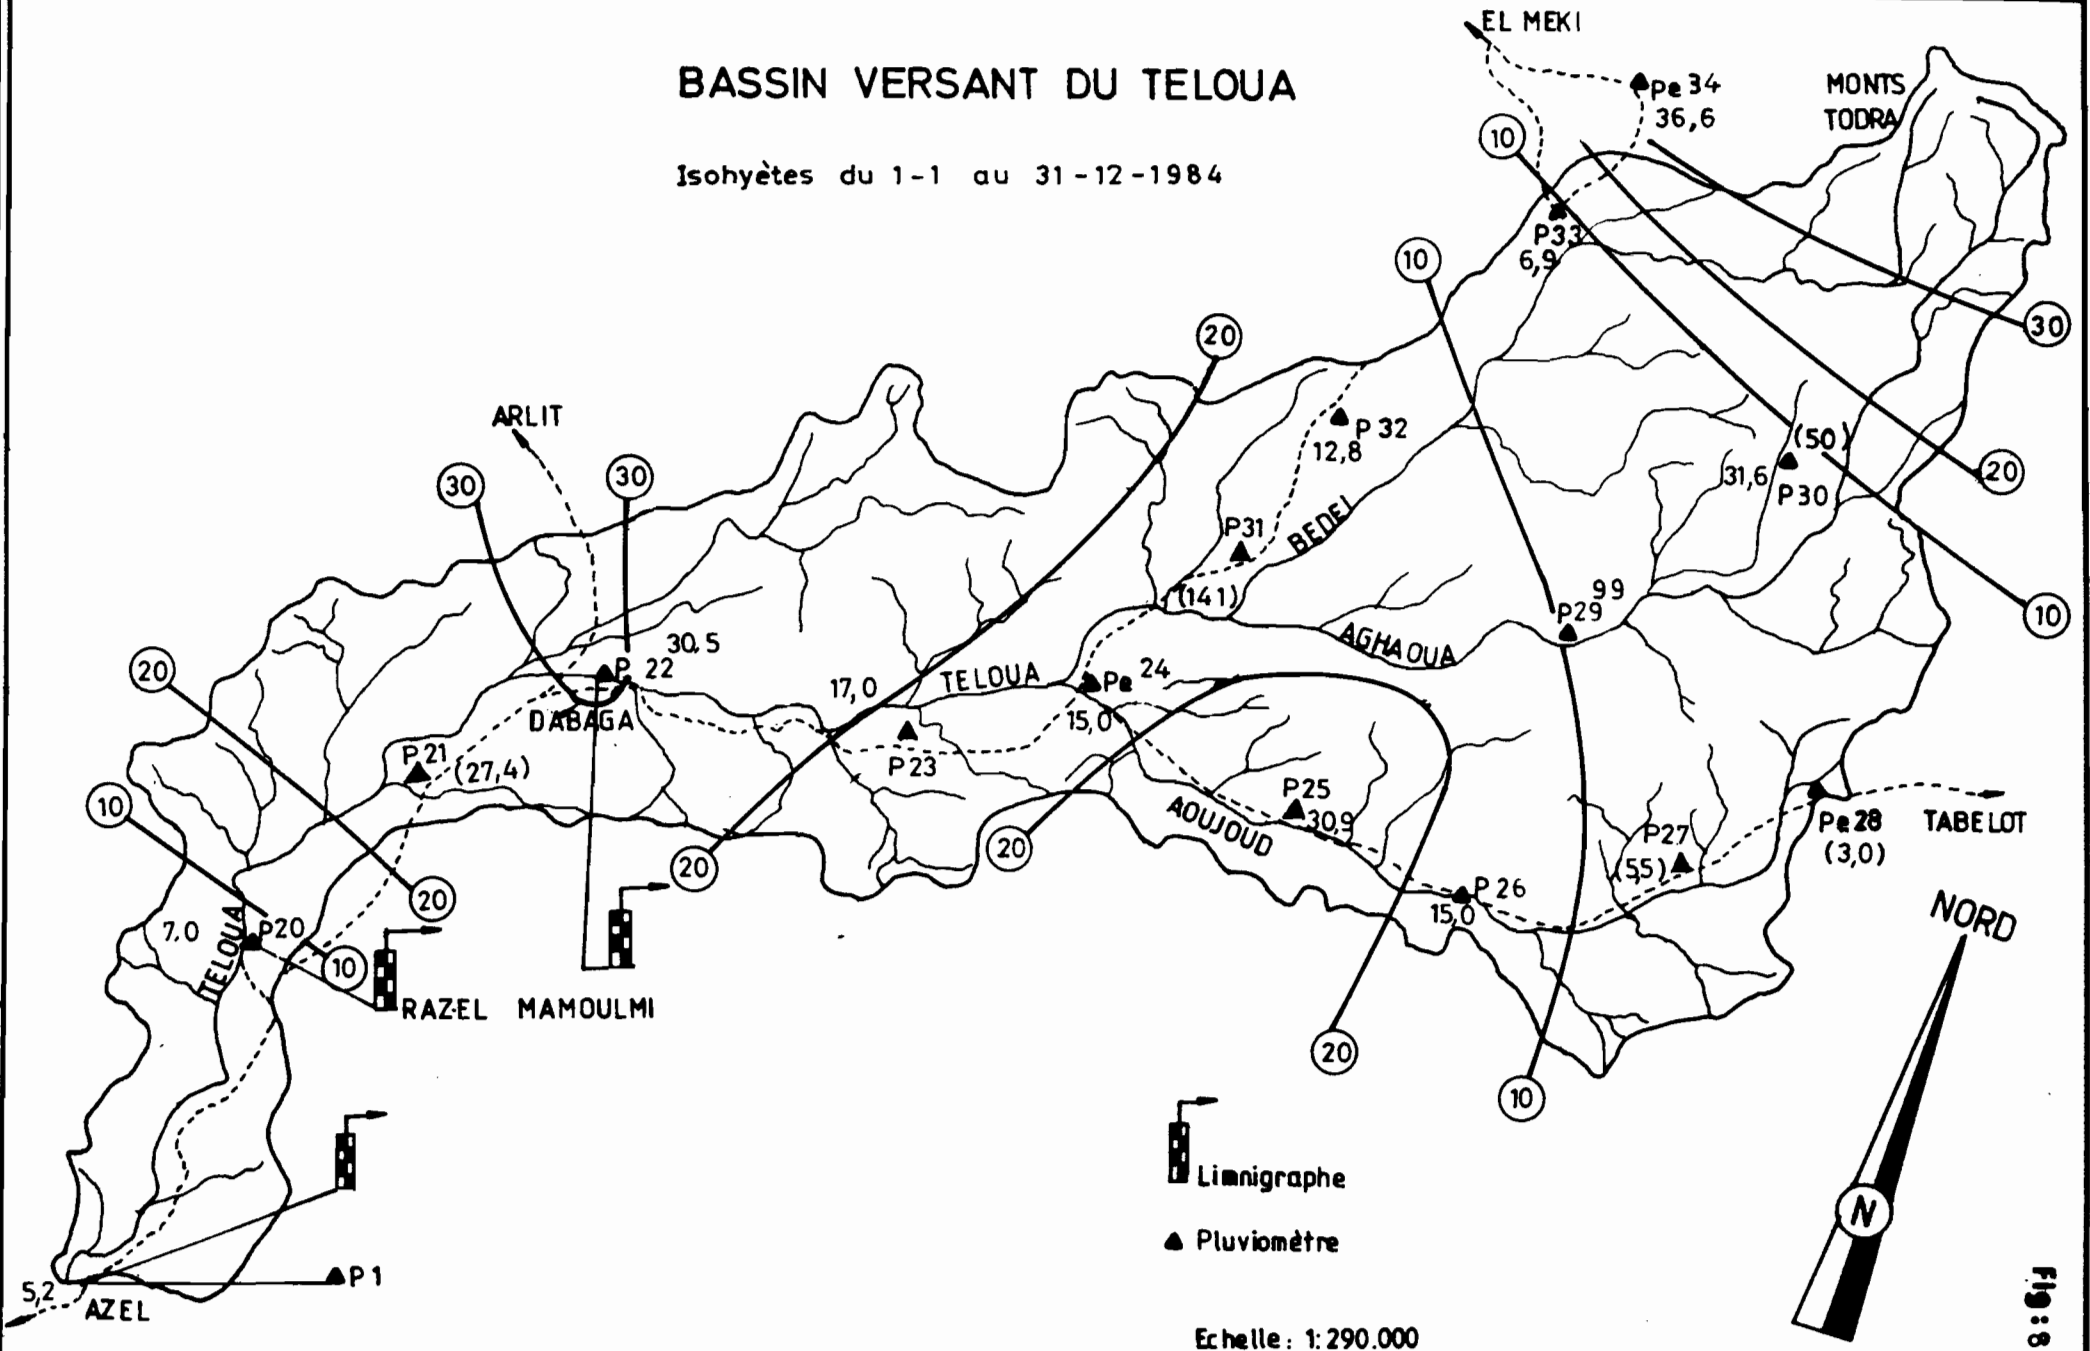 EL MEKI
BASSIN VERSANT DU TELOUA
Isohyètes du 1-1 au 31-12-1984
Pe 34
36,6
MONTS
TODRA
10
P33
6,9
10
30
20
ARLIT
P 32
12,8
(50)
31,6
P30
20
30
30
P31
BEDEI
(141)
99
P29
10
AGHAOUA
30,5
P 22
20
17,0
TELOUA
Pe 24
15,0
DABAGA
P 21
(27,4)
P23
P25
30,9
AOUJOUD
10
P27
(55)
Pe 28
(3,0)
TABELOT
20
20
20
P 26
15,0
7.0
TELOUA
P20
10
NORD
RAZ-EL MAMOULMI
20
10
Limnigraphe
Pluviomètre
N
P 1
5,2
AZEL
Echelle: 1:290.000
Fig:8